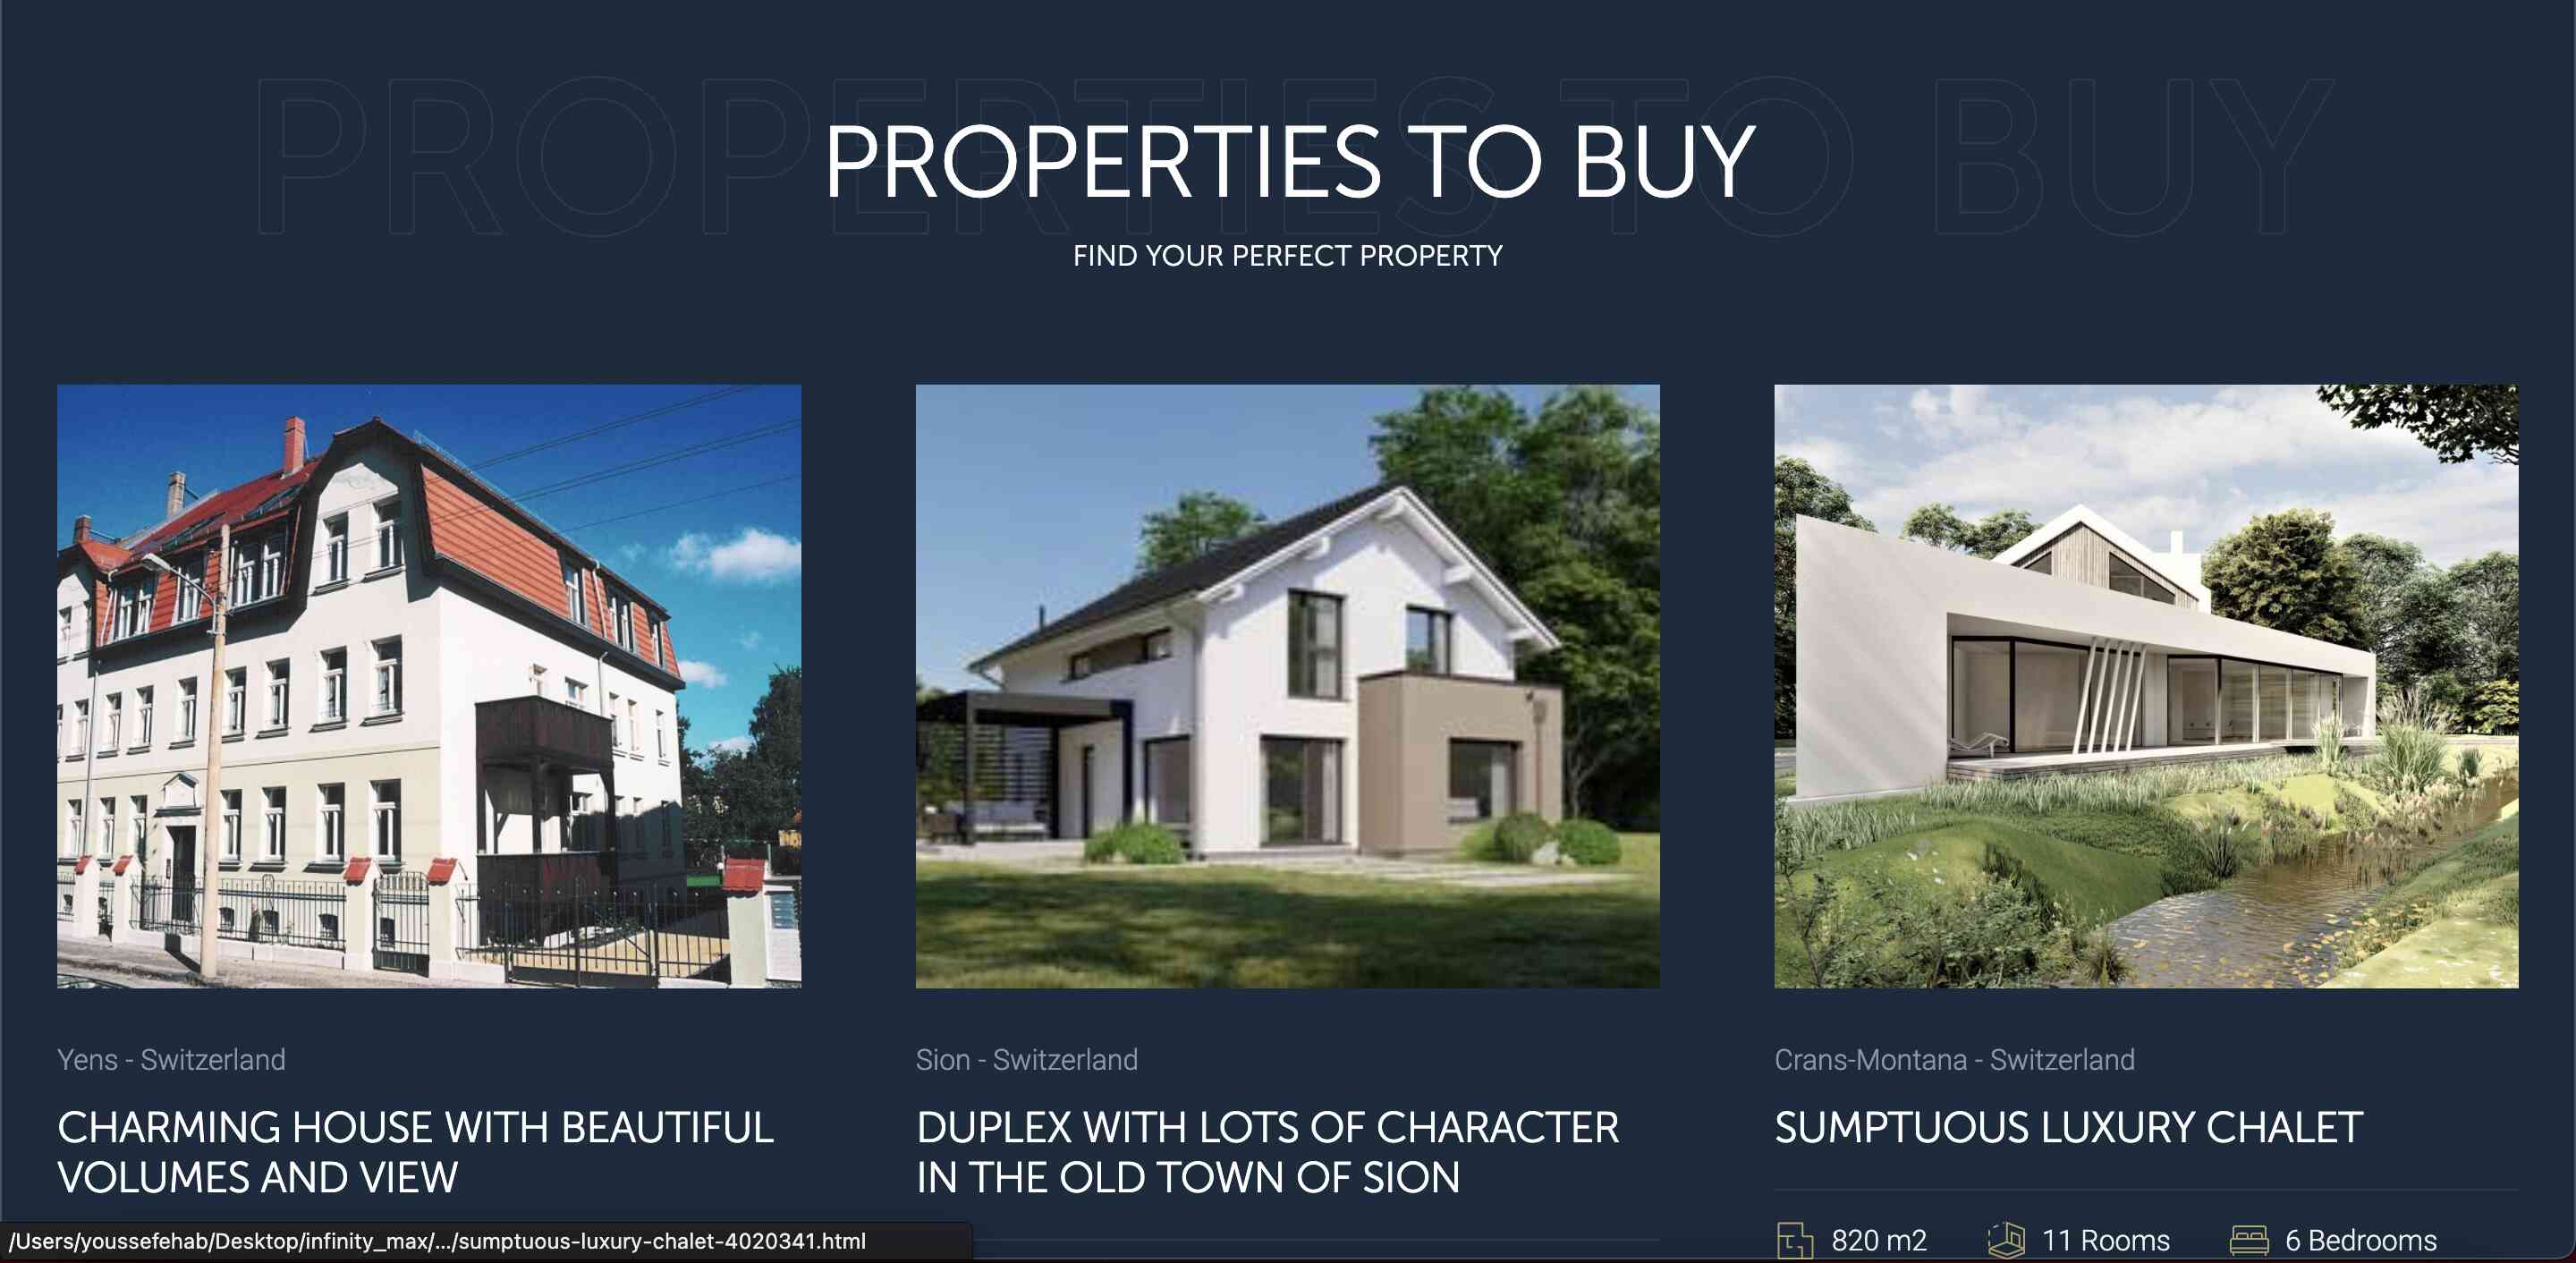 PROPERTIES TO BUY
PROPERTIES TO BUY
FIND YOUR PERFECT PROPERTY
Yens - Switzerland
CHARMING HOUSE WITH BEAUTIFUL
VOLUMES AND VIEW
Sion - Switzerland
DUPLEX WITH LOTS OF CHARACTER
IN THE OLD TOWN OF SION
Crans-Montana - Switzerland
SUMPTUOUS LUXURY CHALET
820 m2
11 Rooms
6 Bedrooms
/Users/youssefehab/Desktop/infinity_max/.../sumptuous-luxury-chalet-4020341.html